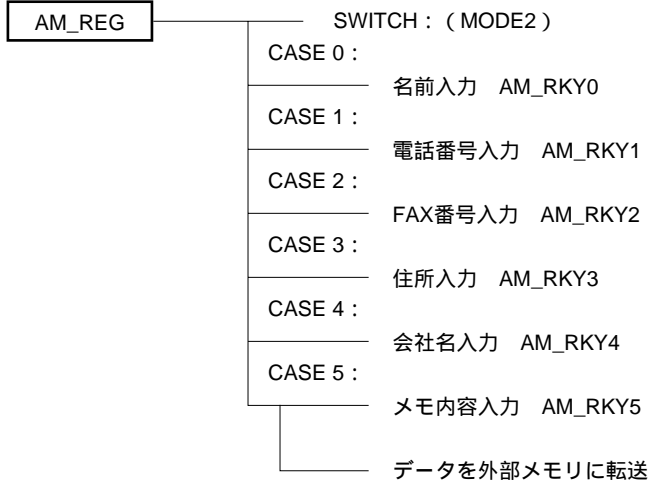 AM_REG SWITCH：（MODE2）
CASE 0：
名前入力　AM_RKY0
CASE 1：
電話番号入力　AM_RKY1
CASE 2：
FAX番号入力　AM_RKY2
CASE 3：
住所入力　AM_RKY3
CASE 4：
会社名入力　AM_RKY4
CASE 5：
メモ内容入力　AM_RKY5
データを外部メモリに転送